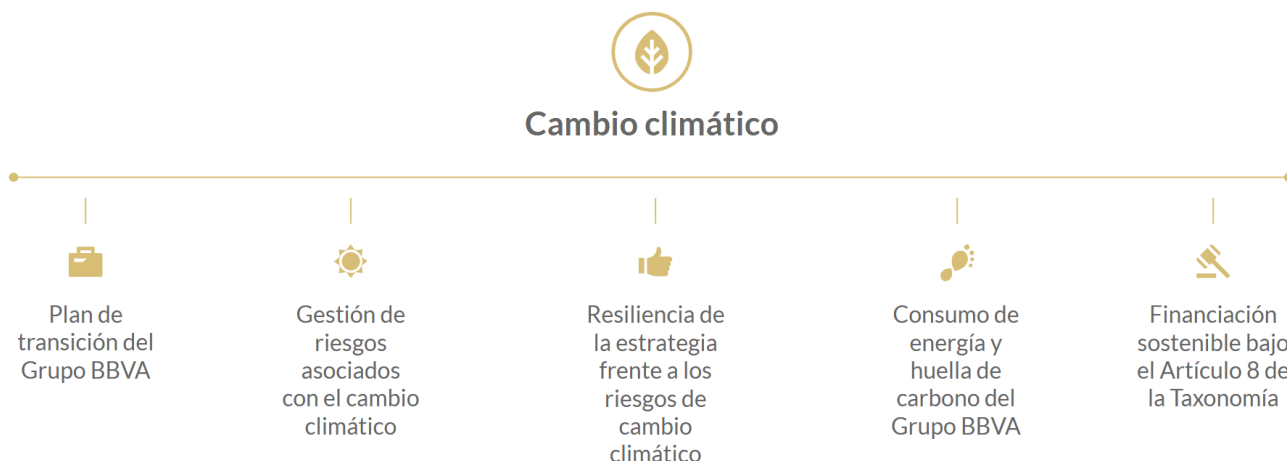 Cambio climático
Plan de
transición del
Grupo BBVA
Gestión de
riesgos
asociados
con el cambio
climático
Resiliencia de
la estrategia
frente a los
riesgos de
cambio
climático
Consumo de
energía y
huella de
carbono del
Grupo BBVA
Financiación
sostenible bajo
el Artículo 8 de
la Taxonomía